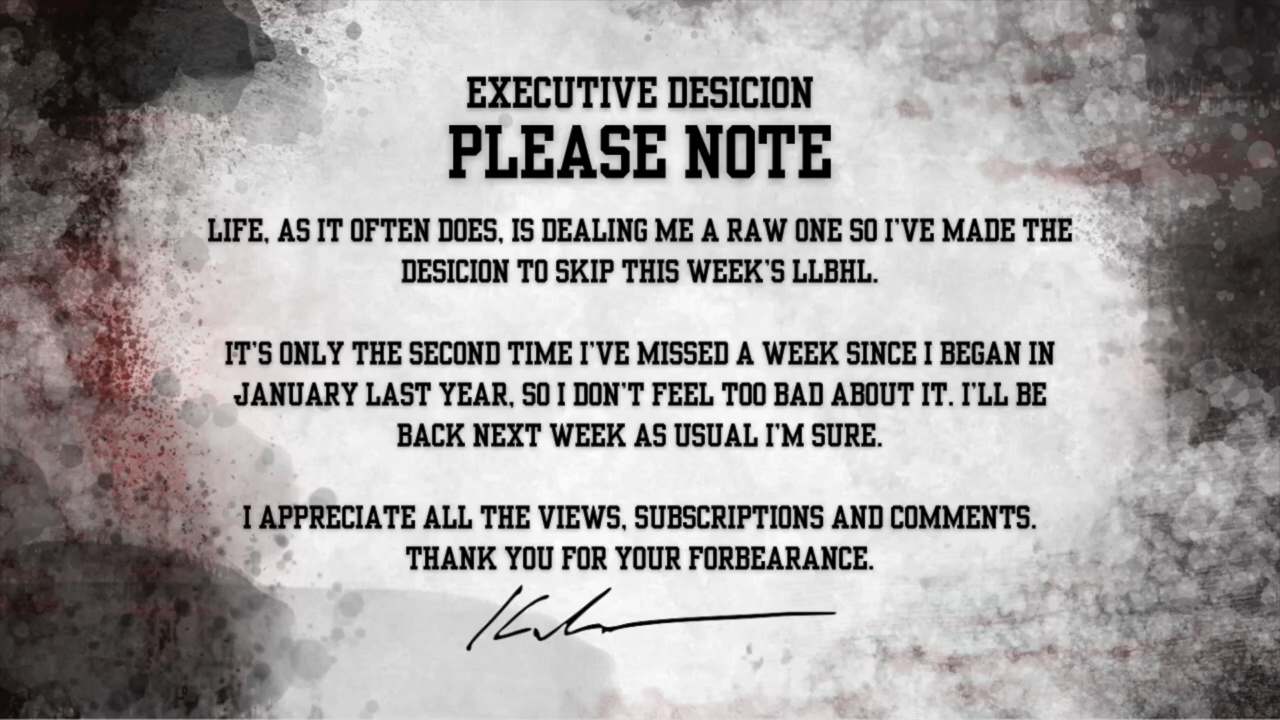 EXECUTIVE DESICION
PLEASE NOTE
LIFE, AS IT OFTEN DOES, IS DEALING ME A RAW ONE SO I'VE MADE THE
DESICION TO SKIP THIS WEEK'S LLBHL.
IT'S ONLY THE SECOND TIME I'VE MISSED A WEEK SINCE I BEGAN IN
JANUARY LAST YEAR, SO I DON'T FEEL TOO BAD ABOUT IT. I'LL BE
BACK NEXT WEEK AS USUAL I'M SURE.
I APPRECIATE ALL THE VIEWS, SUBSCRIPTIONS AND COMMENTS.
THANK YOU FOR YOUR FORBEARANCE.